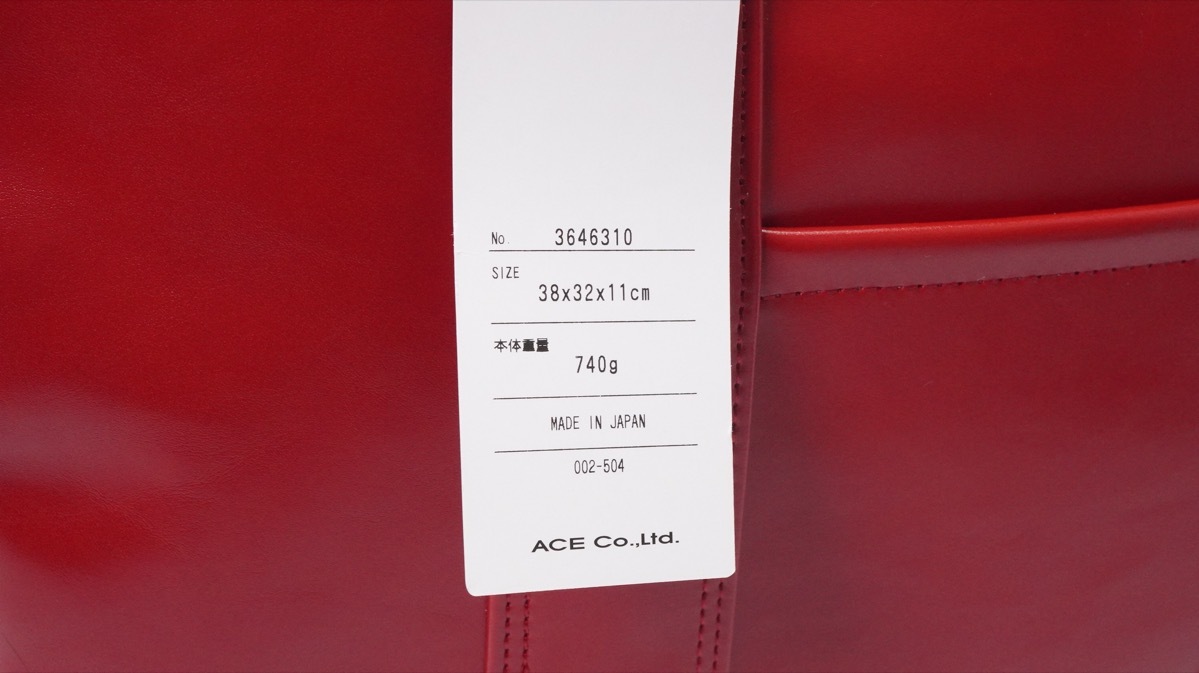 No. 3646310
SIZE
38x32x11cm
本体重量
740g
MADE IN JAPAN
002-504
ACE Co.,Ltd.